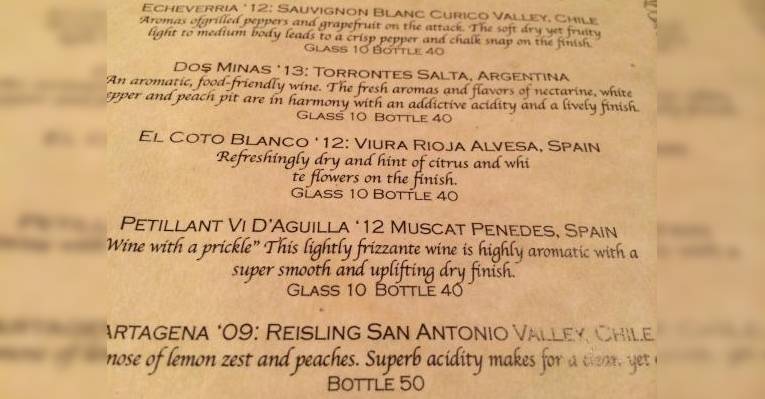 ECHEVERRIA '12: SAUVIGNON BLANC CURICO VALLEY, CHILE
Aromas ofgrilled peppers and grapefruit on the attack. The soft dry yet fruity
light to medium body leads to a crisp pepper and chalk snap on the finish.
GLASS 10 BOTTLE 40
DOS MINAS '13: TORRONTES SALTA, ARGENTINA
An aromatic, food-friendly wine. The fresh aromas and flavors of nectarine, white
epper and peach pit are in harmony with an addictive acidity and a lively finish.
GLASS 10 BOTTLE 40
EL COTO BLANCO '12: VIURA RIOJA ALVESA, SPAIN
Refreshingly dry and hint of citrus and whi
te flowers on the finish.
GLASS 10 BOTTLE 40
PETILLANT VI D'AGUILLA '12 MUSCAT PENEDES, SPAIN
Wine with a prickle" This lightly frizzante wine is highly aromatic with a
super smooth and uplifting dry finish.
GLASS 10 BOTTLE 40
ARTAGENA '09: REISLING SAN ANTONIO VALLEY, CHILE
nose of lemon zest and peaches. Superb acidity makes for a clean, yet
BOTTLE 50